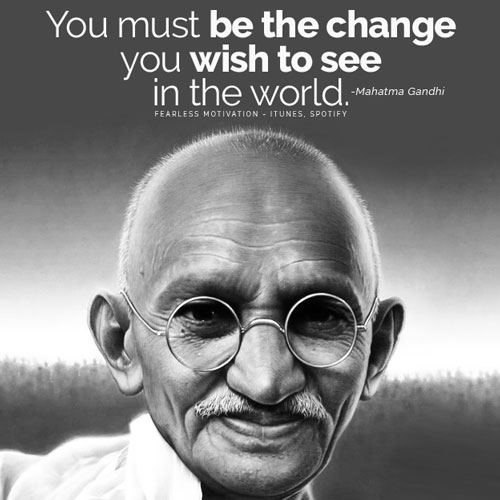 You must be the change
you wish to see
in the world.
-Mahatma Gandhi
FEARLESS MOTIVATION - ITUNES, SPOTIFY